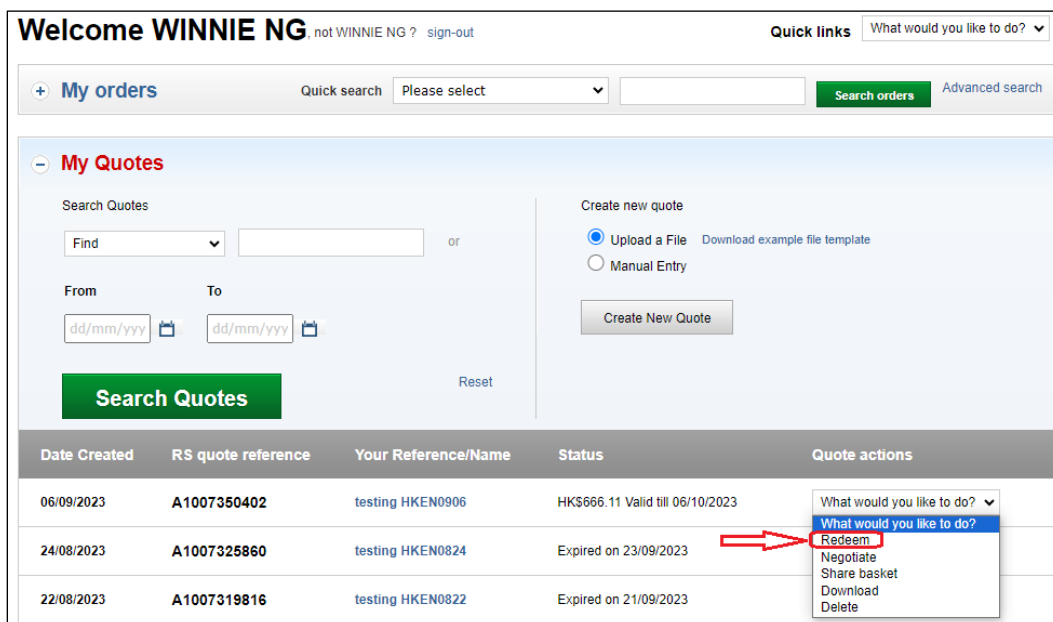 Welcome WINNIE NG, not WINNIE NG ? sign-out Quick links What would you like to do?
My orders Quick search Please select Search orders Advanced search
My Quotes
Search Quotes Create new quote
Find or Upload a File Download example file template
Manual Entry
From To
dd/mm/yyy dd/mm/yyy Create New Quote
Search Quotes Reset
Date Created RS quote reference Your Reference/Name Status Quote actions
06/09/2023 A1007350402 testing HKEN0906 HK$666.11 Valid till 06/10/2023 What would you like to do?
What would you like to do?
24/08/2023 A1007325860 testing HKEN0824 Expired on 23/09/2023 Redeem
Negotiate
Share basket
22/08/2023 A1007319816 testing HKEN0822 Expired on 21/09/2023 Download
Delete